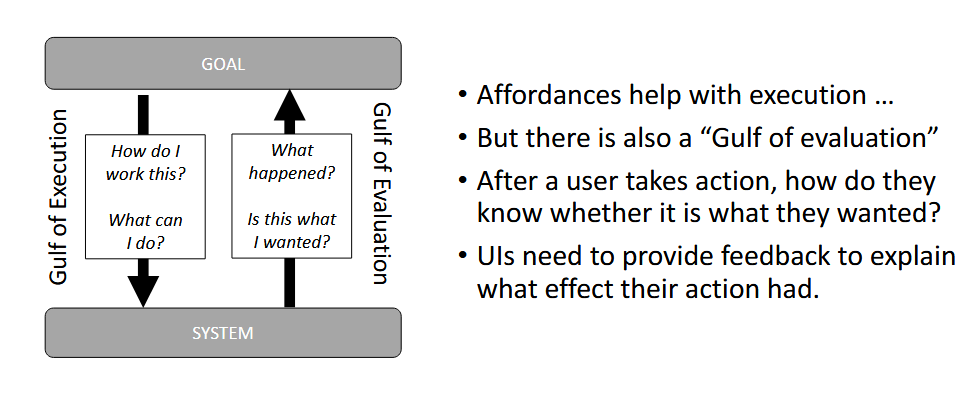 GOAL
Gulf of Execution
How do I
work this?
What can
I do?
What
happened?
Is this what
I wanted?
Gulf of Evaluation
SYSTEM
• Affordances help with execution …
• But there is also a “Gulf of evaluation”
• After a user takes action, how do they
know whether it is what they wanted?
• UIs need to provide feedback to explain
what effect their action had.